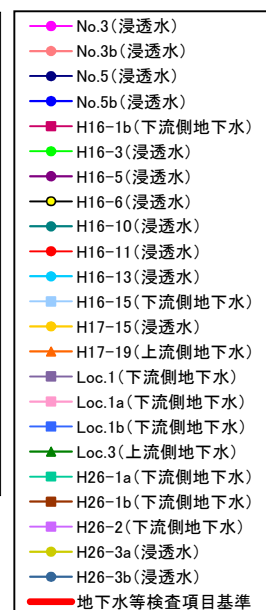 No.3(浸透水)
No.3b(浸透水)
No.5(浸透水)
No.5b(浸透水)
H16-1b(下流側地下水)
H16-3(浸透水)
H16-5(浸透水)
H16-6(浸透水)
H16-10(浸透水)
H16-11(浸透水)
H16-13(浸透水)
H16-15(下流側地下水)
H17-15(浸透水)
H17-19(上流側地下水)
Loc.1(下流側地下水)
Loc.1a(下流側地下水)
Loc.1b(下流側地下水)
Loc.3(上流側地下水)
H26-1a(下流側地下水)
H26-1b(下流側地下水)
H26-2(下流側地下水)
H26-3a(浸透水)
H26-3b(浸透水)
地下水等検査項目基準